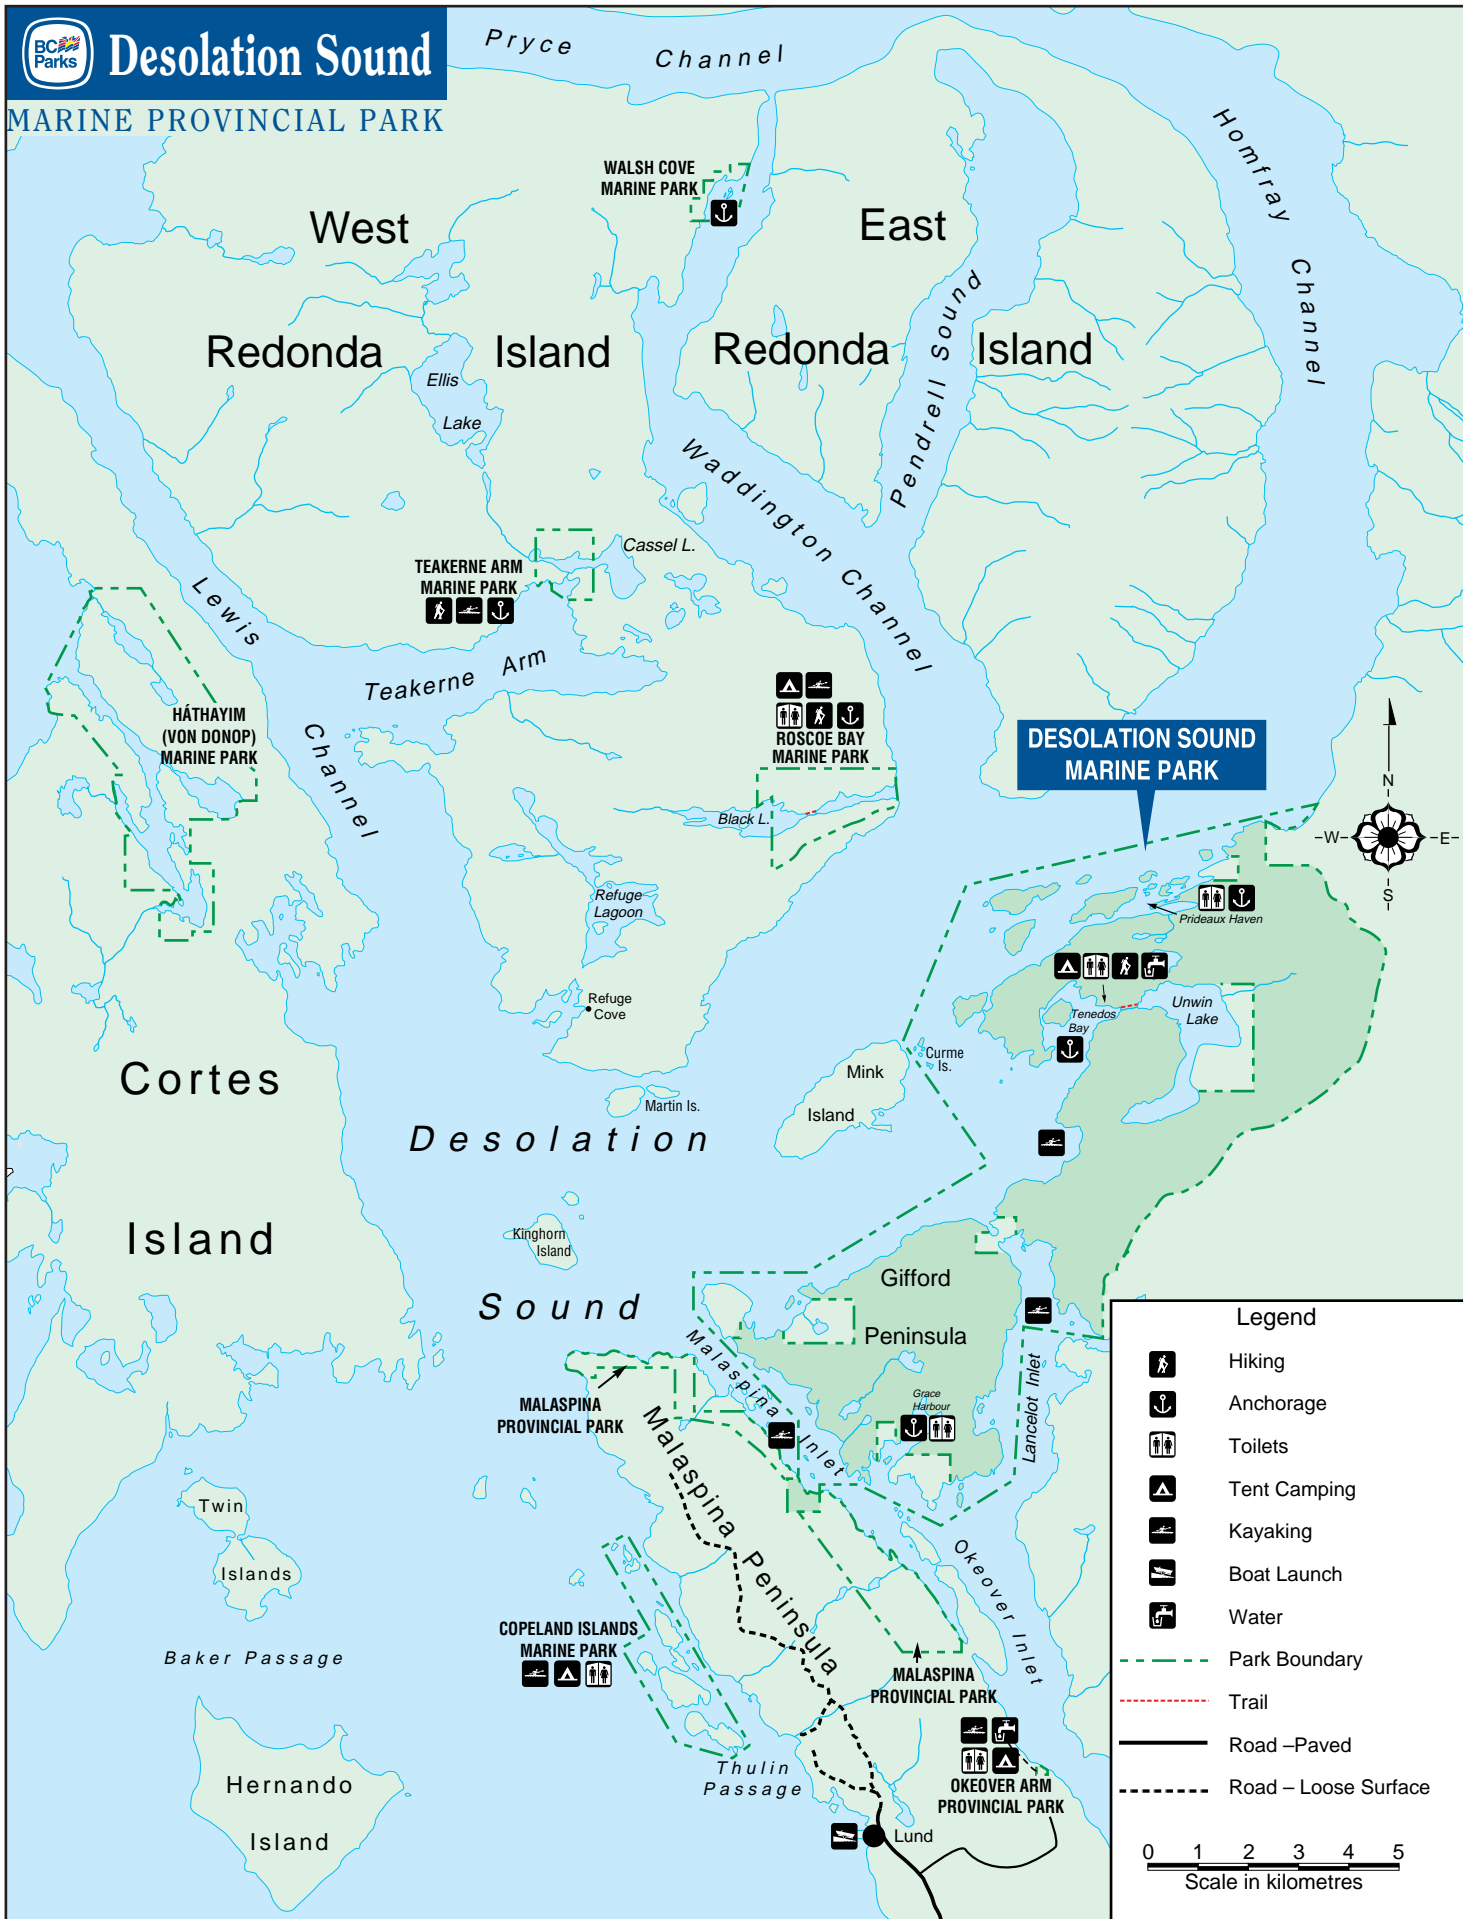 BC
Parks
Desolation Sound
MARINE PROVINCIAL PARK
Pryce Channel
Homfray Channel
WALSH COVE
MARINE PARK
West
Redonda Island
East
Redonda Island
Pendrell Sound
Ellis
Lake
Waddington Channel
Cassel L.
TEAKERNE ARM
MARINE PARK
Lewis Channel
Teakerne Arm
HÁTHAYIM
(VON DONOP)
MARINE PARK
ROSCOE BAY
MARINE PARK
Black L.
DESOLATION SOUND
MARINE PARK
N
W
E
S
Refuge
Lagoon
Prideaux Haven
Refuge
Cove
Tenedos
Bay
Unwin
Lake
Curme
Is.
Mink
Island
Martin Is.
Cortes
Island
Desolation
Sound
Kinghorn
Island
Gifford
Peninsula
Malaspina Inlet
Lancelot Inlet
Grace
Harbour
MALASPINA
PROVINCIAL PARK
Malaspina Peninsula
Okeover Inlet
Twin
Islands
Baker Passage
COPELAND ISLANDS
MARINE PARK
MALASPINA
PROVINCIAL PARK
Thulin
Passage
OKEOVER ARM
PROVINCIAL PARK
Hernando
Island
Lund
Legend
Hiking
Anchorage
Toilets
Tent Camping
Kayaking
Boat Launch
Water
Park Boundary
Trail
Road –Paved
Road – Loose Surface
0 1 2 3 4 5
Scale in kilometres